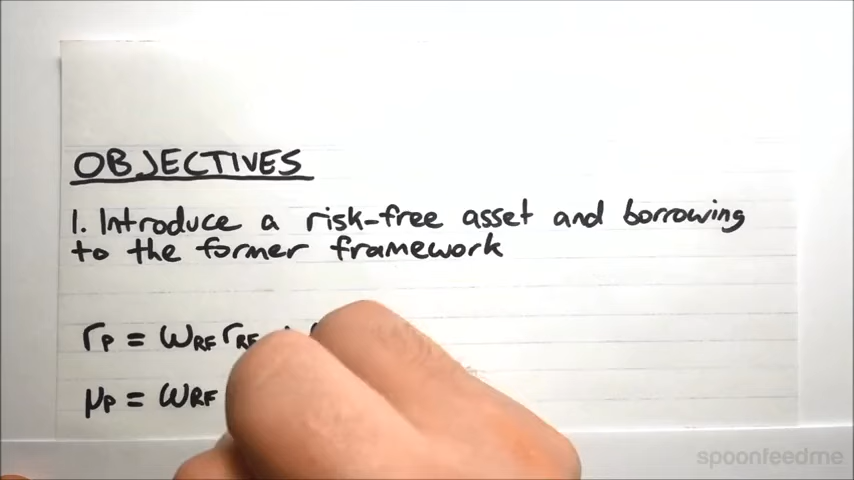 OBJECTIVES
1. Introduce a risk-free asset and borrowing
to the former framework
rp = ωRF rRF +
μp = ωRF
spoonfeedme